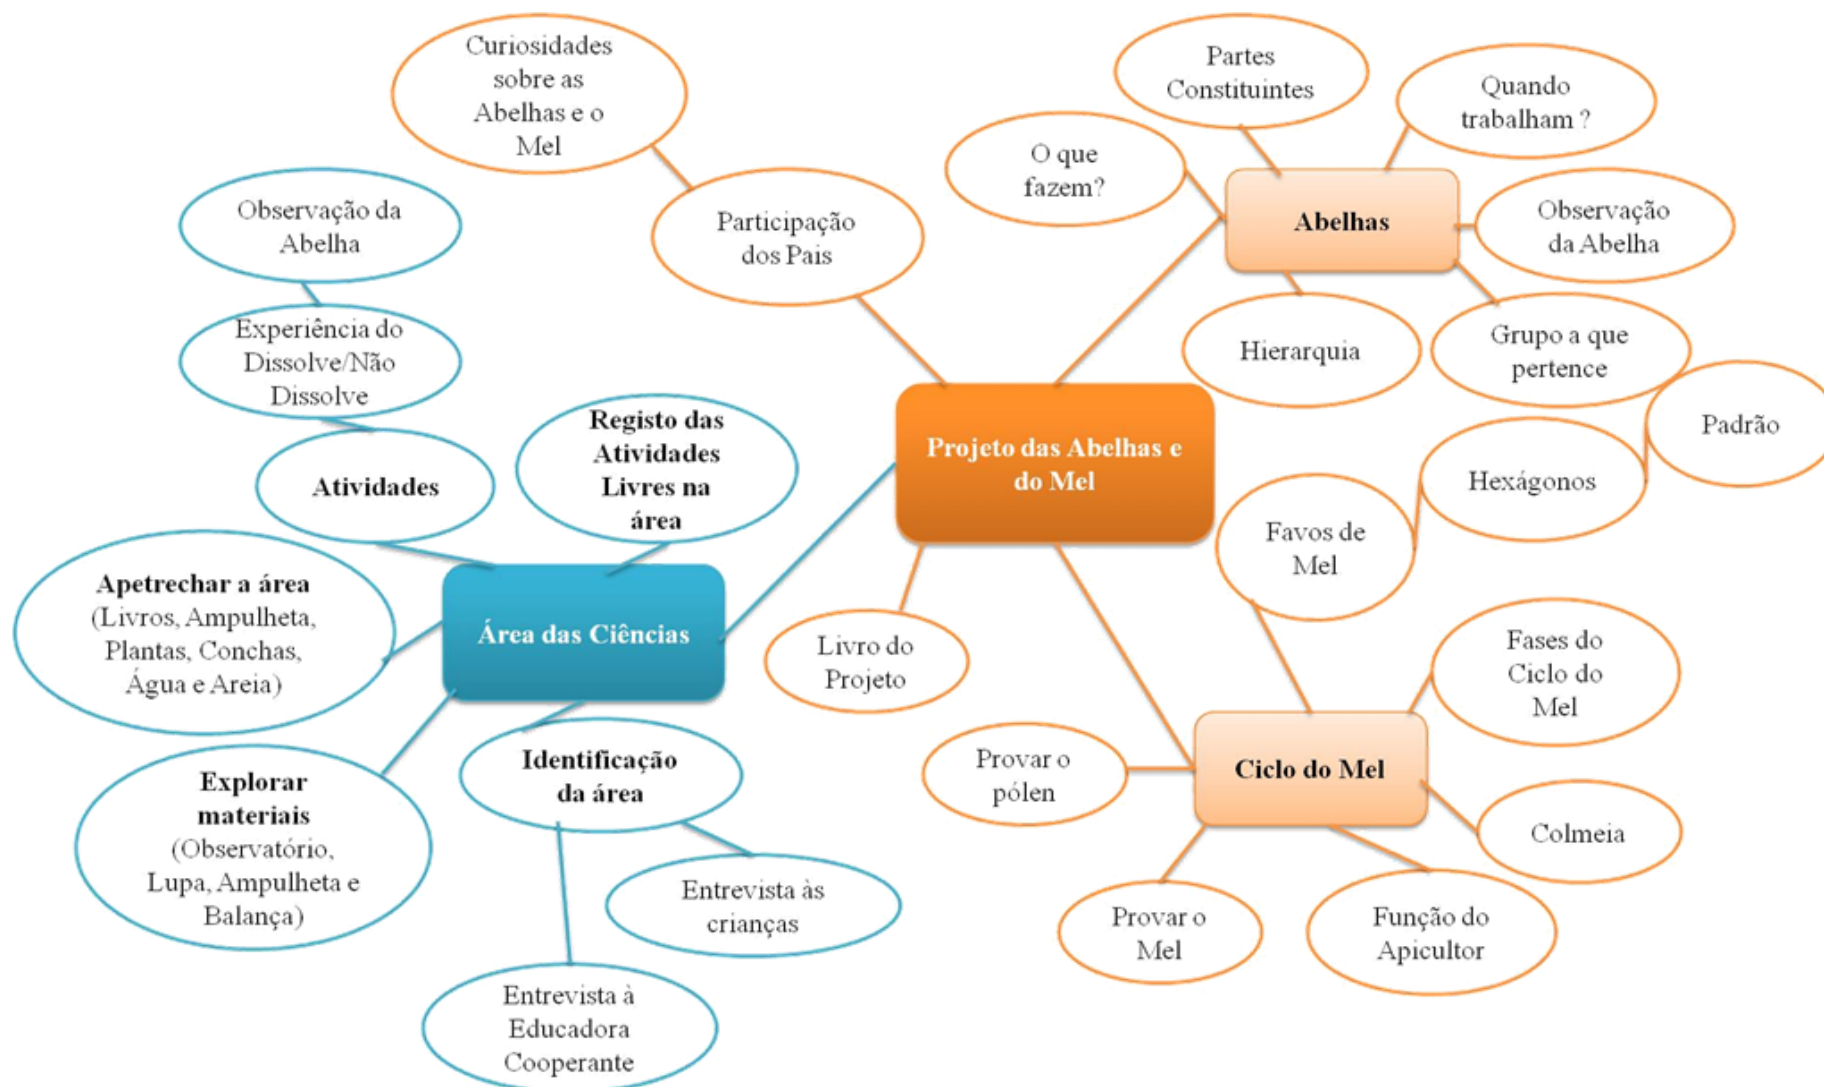 Curiosidades
sobre as
Abelhas e o
Mel
Partes
Constituintes
Quando
trabalham ?
O que
fazem?
Observação da
Abelha
Participação
dos Pais
Abelhas
Observação
da Abelha
Experiência do
Dissolve/Não
Dissolve
Hierarquia
Grupo a que
pertence
Padrão
Registo das
Atividades
Livres na
área
Projeto das Abelhas e
do Mel
Atividades
Hexágonos
Favos de
Mel
Apetrechar a área
(Livros, Ampulheta,
Plantas, Conchas,
Água e Areia)
Área das Ciências
Livro do
Projeto
Fases do
Ciclo do
Mel
Provar o
pólen
Ciclo do Mel
Identificação
da área
Explorar
materiais
(Observatório,
Lupa, Ampulheta e
Balança)
Colmeia
Entrevista às
crianças
Provar o
Mel
Função do
Apicultor
Entrevista à
Educadora
Cooperante